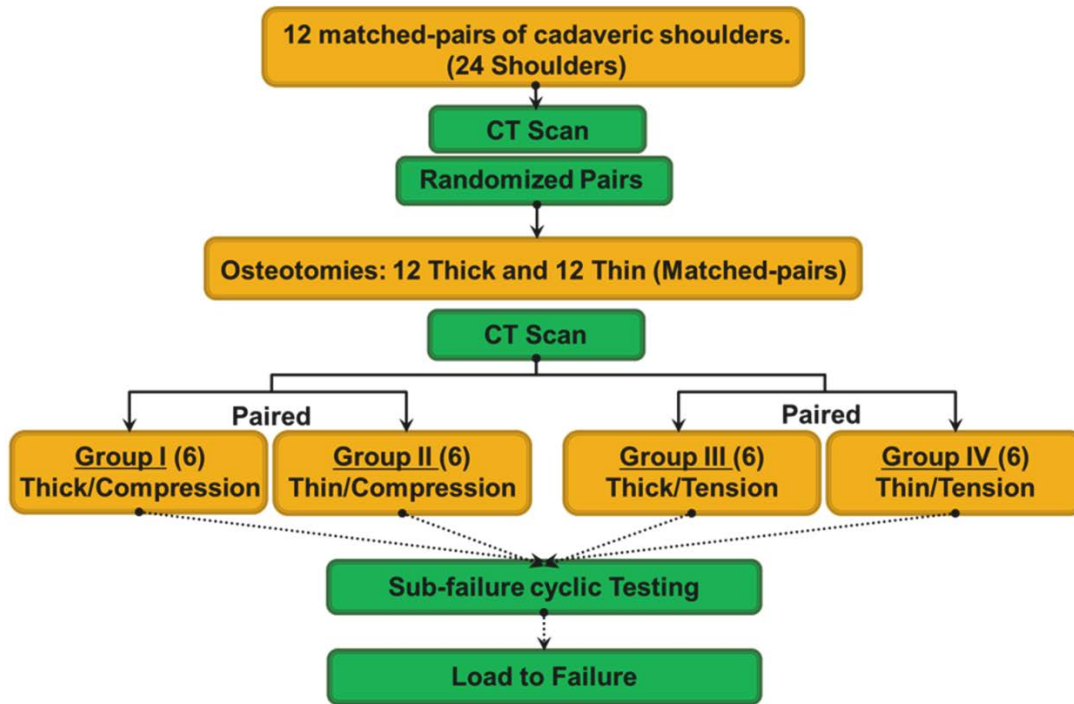 12 matched-pairs of cadaveric shoulders.
(24 Shoulders)
CT Scan
Randomized Pairs
Osteotomies: 12 Thick and 12 Thin (Matched-pairs)
CT Scan
Paired
Paired
Group I (6)
Thick/Compression
Group II (6)
Thin/Compression
Group III (6)
Thick/Tension
Group IV (6)
Thin/Tension
Sub-failure cyclic Testing
Load to Failure